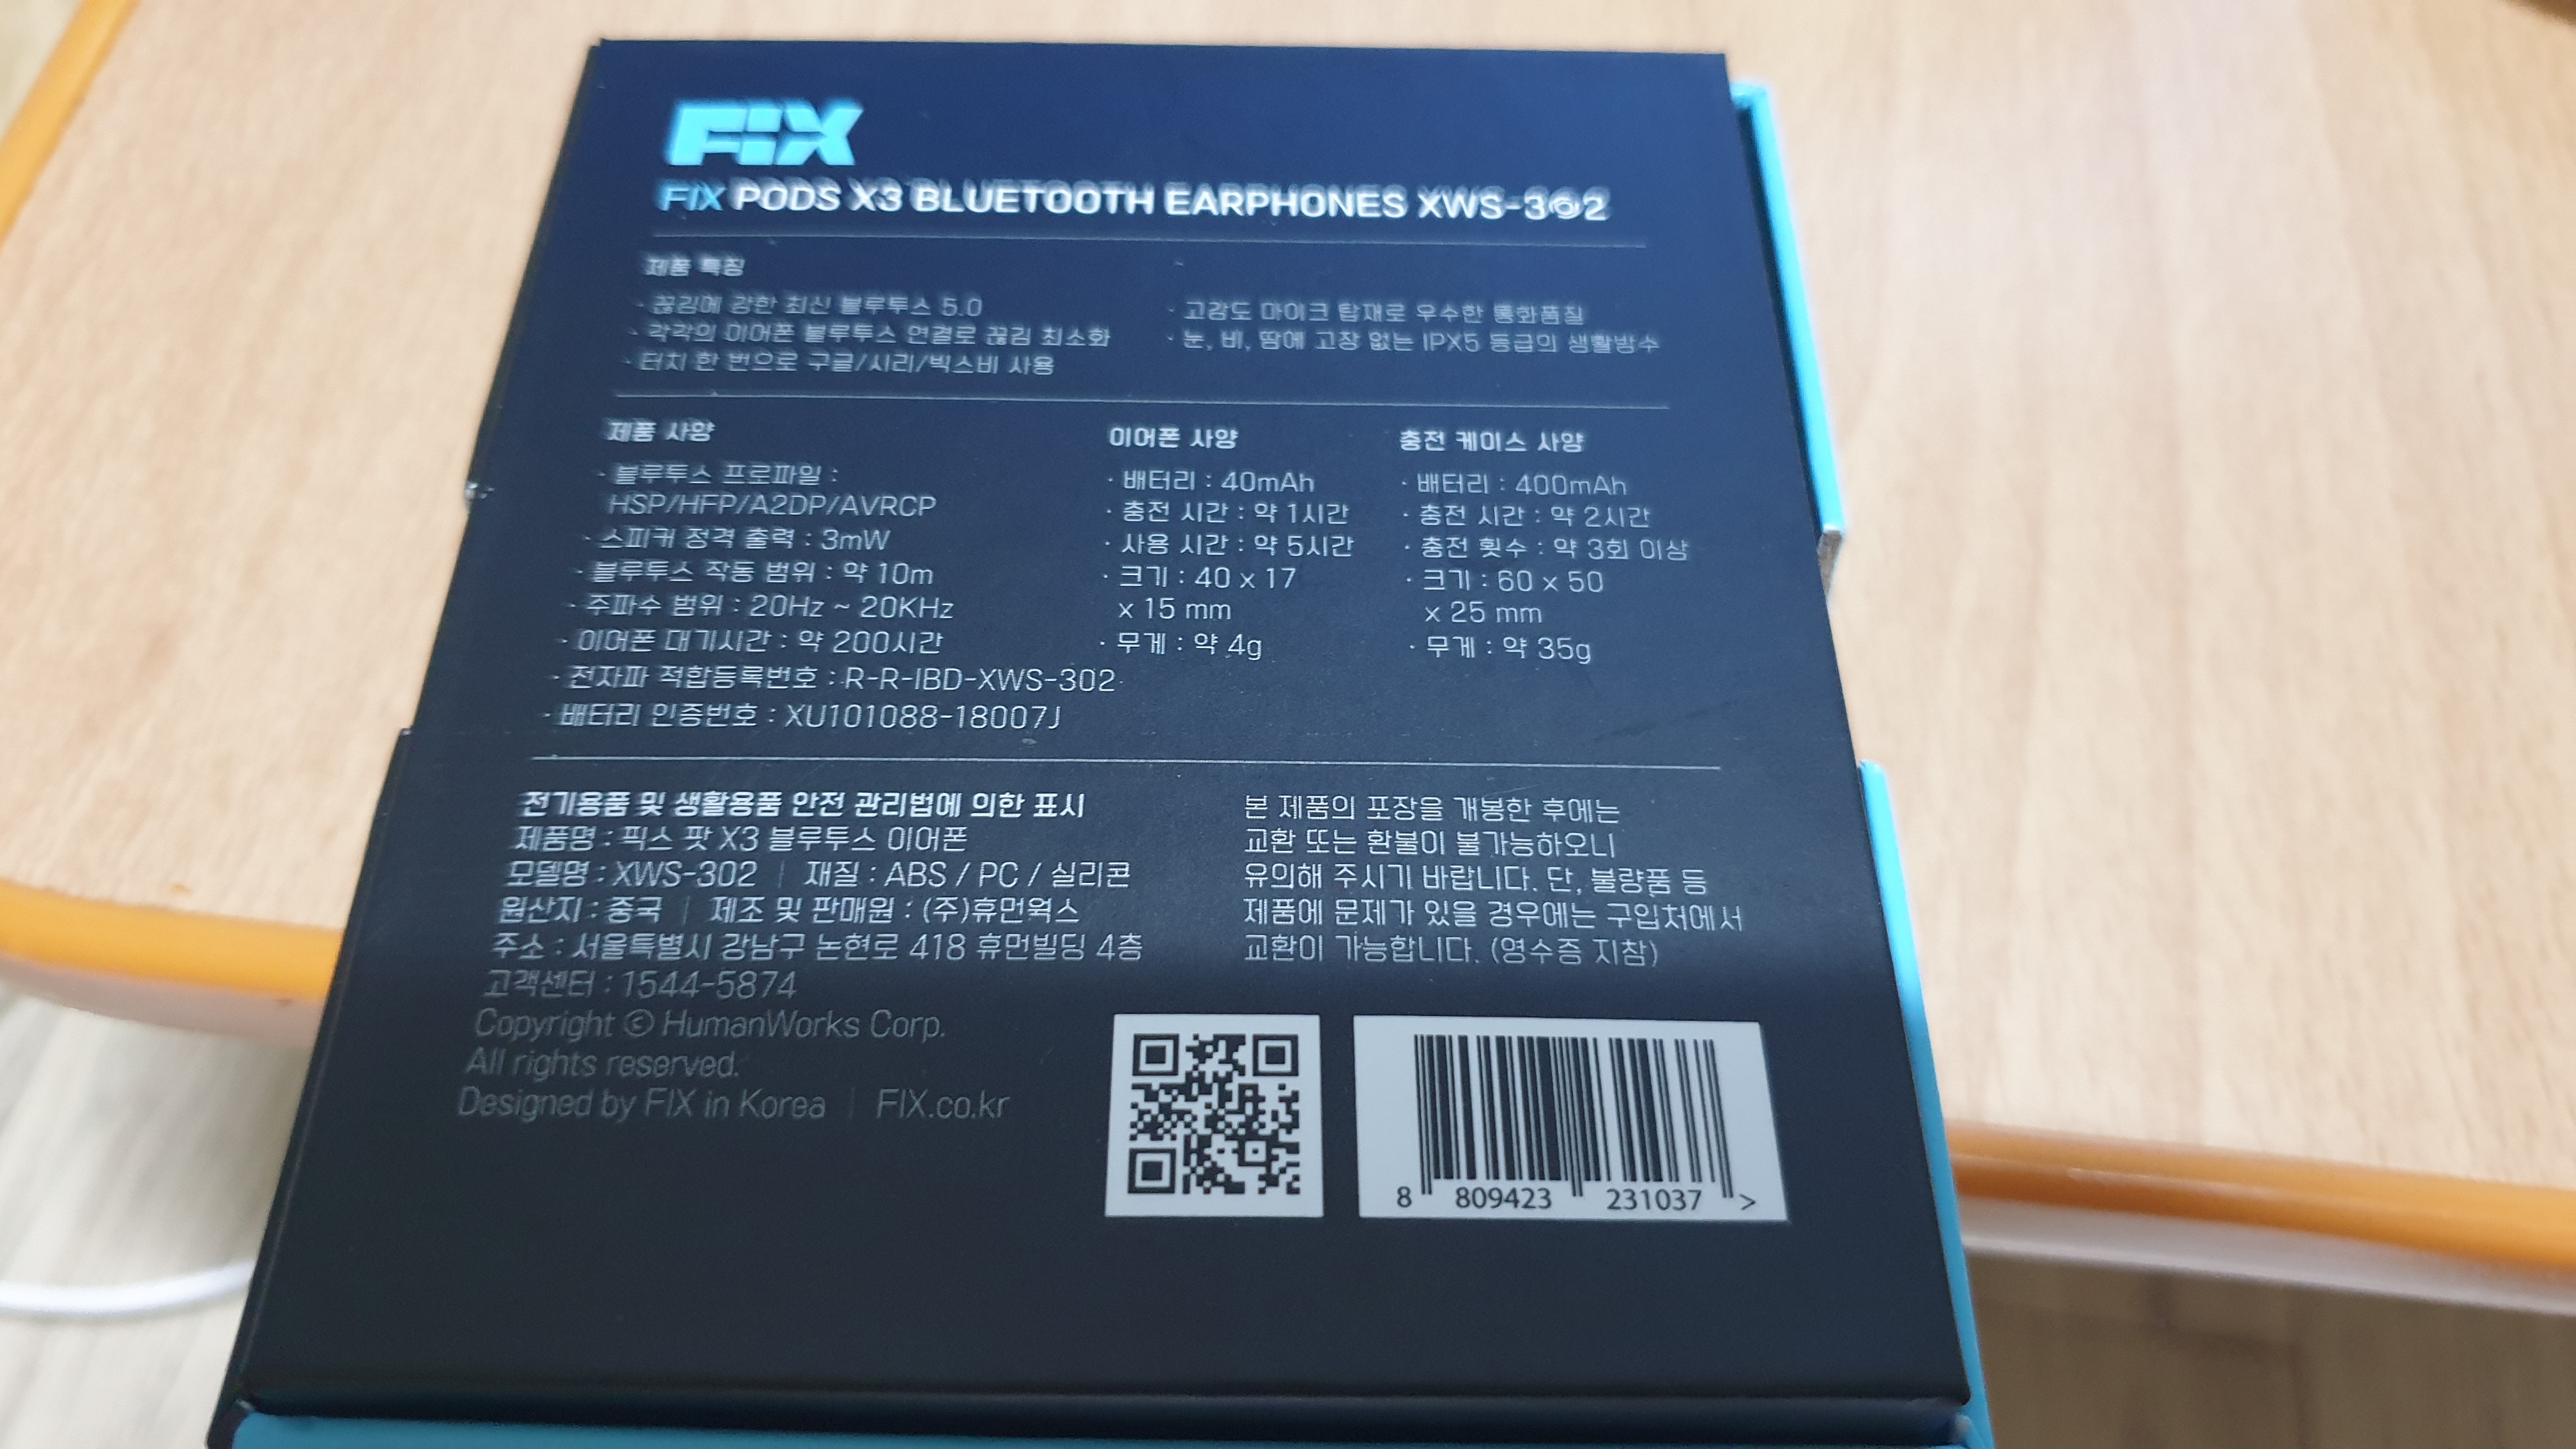 FIX
FIX PODS X3 BLUETOOTH EARPHONES XWS-302
제품 특징
· 끊김에 강한 최신 블루투스 5.0
· 각각의 이어폰 블루투스 연결로 끊김 최소화
· 터치 한 번으로 구글/시리/빅스비 사용
· 고감도 마이크 탑재로 우수한 통화품질
· 눈, 비, 땀에 고장 없는 IPX5 등급의 생활방수
제품 사양
· 블루투스 프로파일 :
HSP/HFP/A2DP/AVRCP
· 스피커 정격 출력 : 3mW
· 블루투스 작동 범위 : 약 10m
· 주파수 범위 : 20Hz ~ 20KHz
· 이어폰 대기시간 : 약 200시간
· 전자파 적합등록번호 : R-R-IBD-XWS-302
· 배터리 인증번호 : XU101088-18007J
이어폰 사양
· 배터리 : 40mAh
· 충전 시간 : 약 1시간
· 사용 시간 : 약 5시간
· 크기 : 40 x 17
x 15 mm
· 무게 : 약 4g
충전 케이스 사양
· 배터리 : 400mAh
· 충전 시간 : 약 2시간
· 충전 횟수 : 약 3회 이상
· 크기 : 60 x 50
x 25 mm
· 무게 : 약 35g
전기용품 및 생활용품 안전 관리법에 의한 표시
제품명 : 픽스 팟 X3 블루투스 이어폰
모델명 : XWS-302 | 재질 : ABS / PC / 실리콘
원산지 : 중국 | 제조 및 판매원 : (주)휴먼웍스
주소 : 서울특별시 강남구 논현로 418 휴먼빌딩 4층
고객센터 : 1544-5874
Copyright © HumanWorks Corp.
All rights reserved.
Designed by FIX in Korea | FIX.co.kr
본 제품의 포장을 개봉한 후에는
교환 또는 환불이 불가능하오니
유의해 주시기 바랍니다. 단, 불량품 등
제품에 문제가 있을 경우에는 구입처에서
교환이 가능합니다. (영수증 지참)
8 809423 231037 >